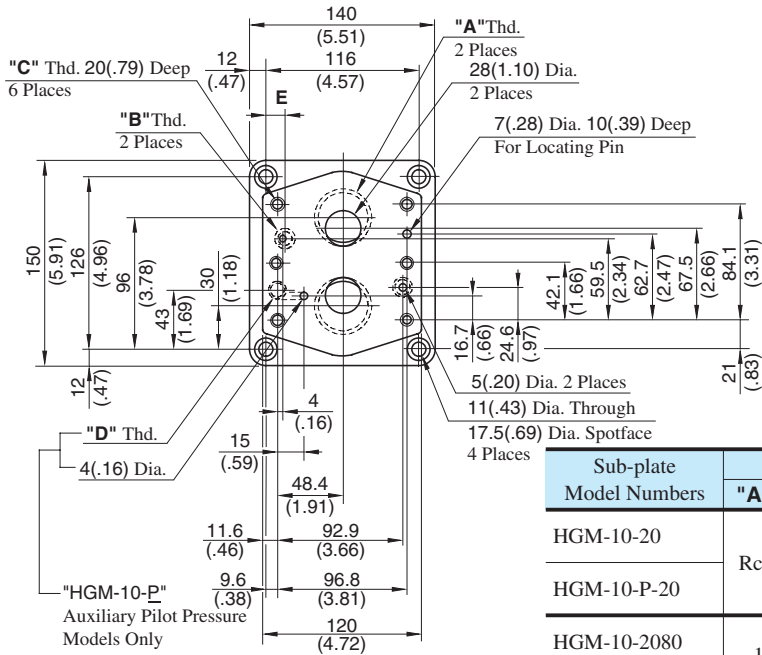 140
(5.51)
"A"Thd.
2 Places
"C" Thd. 20(.79) Deep
6 Places
12
(.47)
116
(4.57)
28(1.10) Dia.
2 Places
E
"B"Thd.
2 Places
7(.28) Dia. 10(.39) Deep
For Locating Pin
150
(5.91)
126
(4.96)
96
(3.78)
30
(1.18)
43
(1.69)
12
(.47)
16.7
(.66)
24.6
(.97)
42.1
(1.66)
59.5
(2.34)
62.7
(2.47)
67.5
(2.66)
84.1
(3.31)
21
(.83)
5(.20) Dia. 2 Places
11(.43) Dia. Through
17.5(.69) Dia. Spotface
4 Places
4
(.16)
"D" Thd.
15
(.59)
4(.16) Dia.
48.4
(1.91)
11.6
(.46)
92.9
(3.66)
9.6
(.38)
96.8
(3.81)
"HGM-10-P"
Auxiliary Pilot Pressure
Models Only
120
(4.72)
Sub-plate
Model Numbers
"A
HGM-10-20
Rc
HGM-10-P-20
HGM-10-2080
1